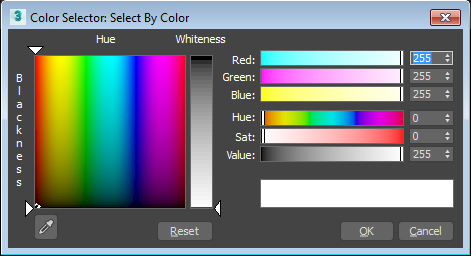 3 Color Selector: Select By Color
Hue Whiteness
Blackness
Red: 255
Green: 255
Blue: 255
Hue: 0
Sat: 0
Value: 255
Reset OK Cancel